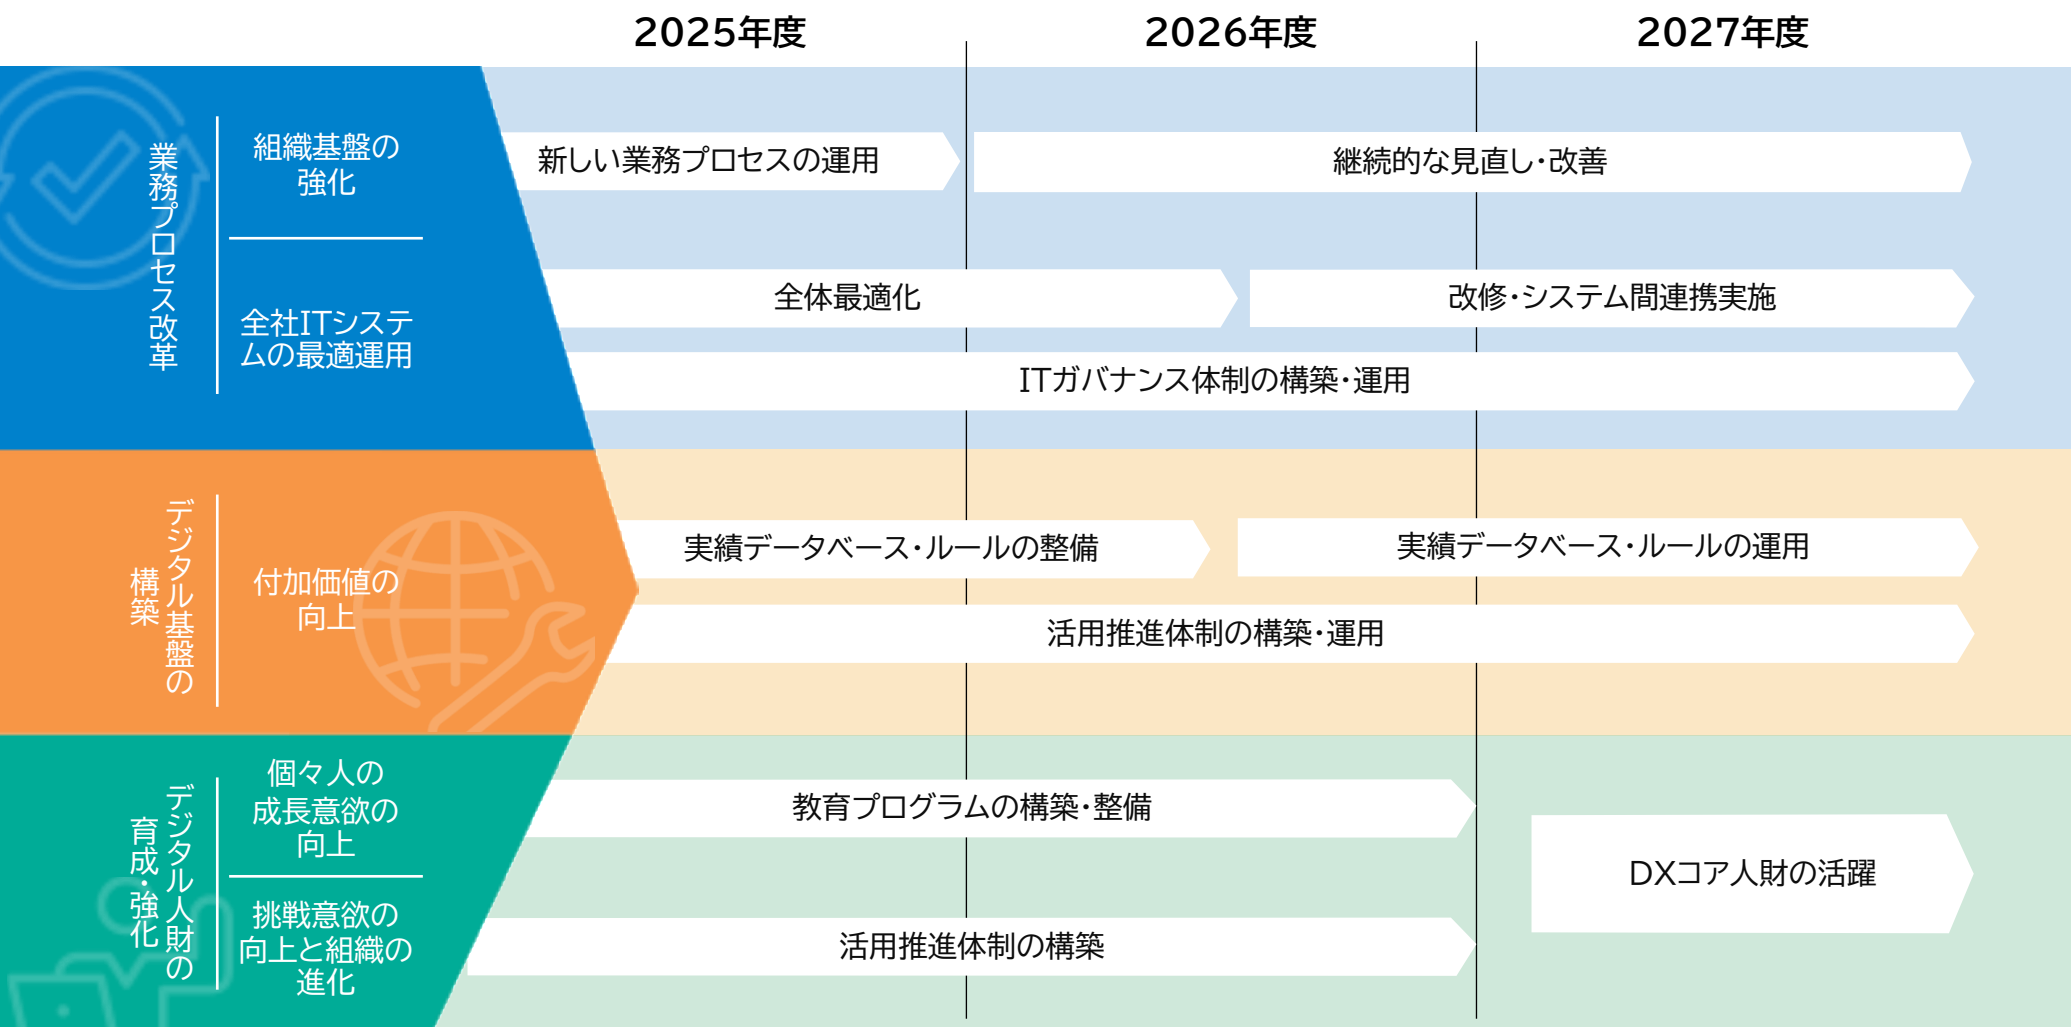 2025年度
2026年度
2027年度
業務プロセス改革
組織基盤の
強化
新しい業務プロセスの運用
継続的な見直し・改善
全社ITシステ
ムの最適運用
全体最適化
改修・システム間連携実施
ITガバナンス体制の構築・運用
デジタル基盤の
構築
付加価値の
向上
実績データベース・ルールの整備
実績データベース・ルールの運用
活用推進体制の構築・運用
デジタル人財の
育成・強化
個々人の
成長意欲の
向上
教育プログラムの構築・整備
DXコア人財の活躍
挑戦意欲の
向上と組織の
進化
活用推進体制の構築